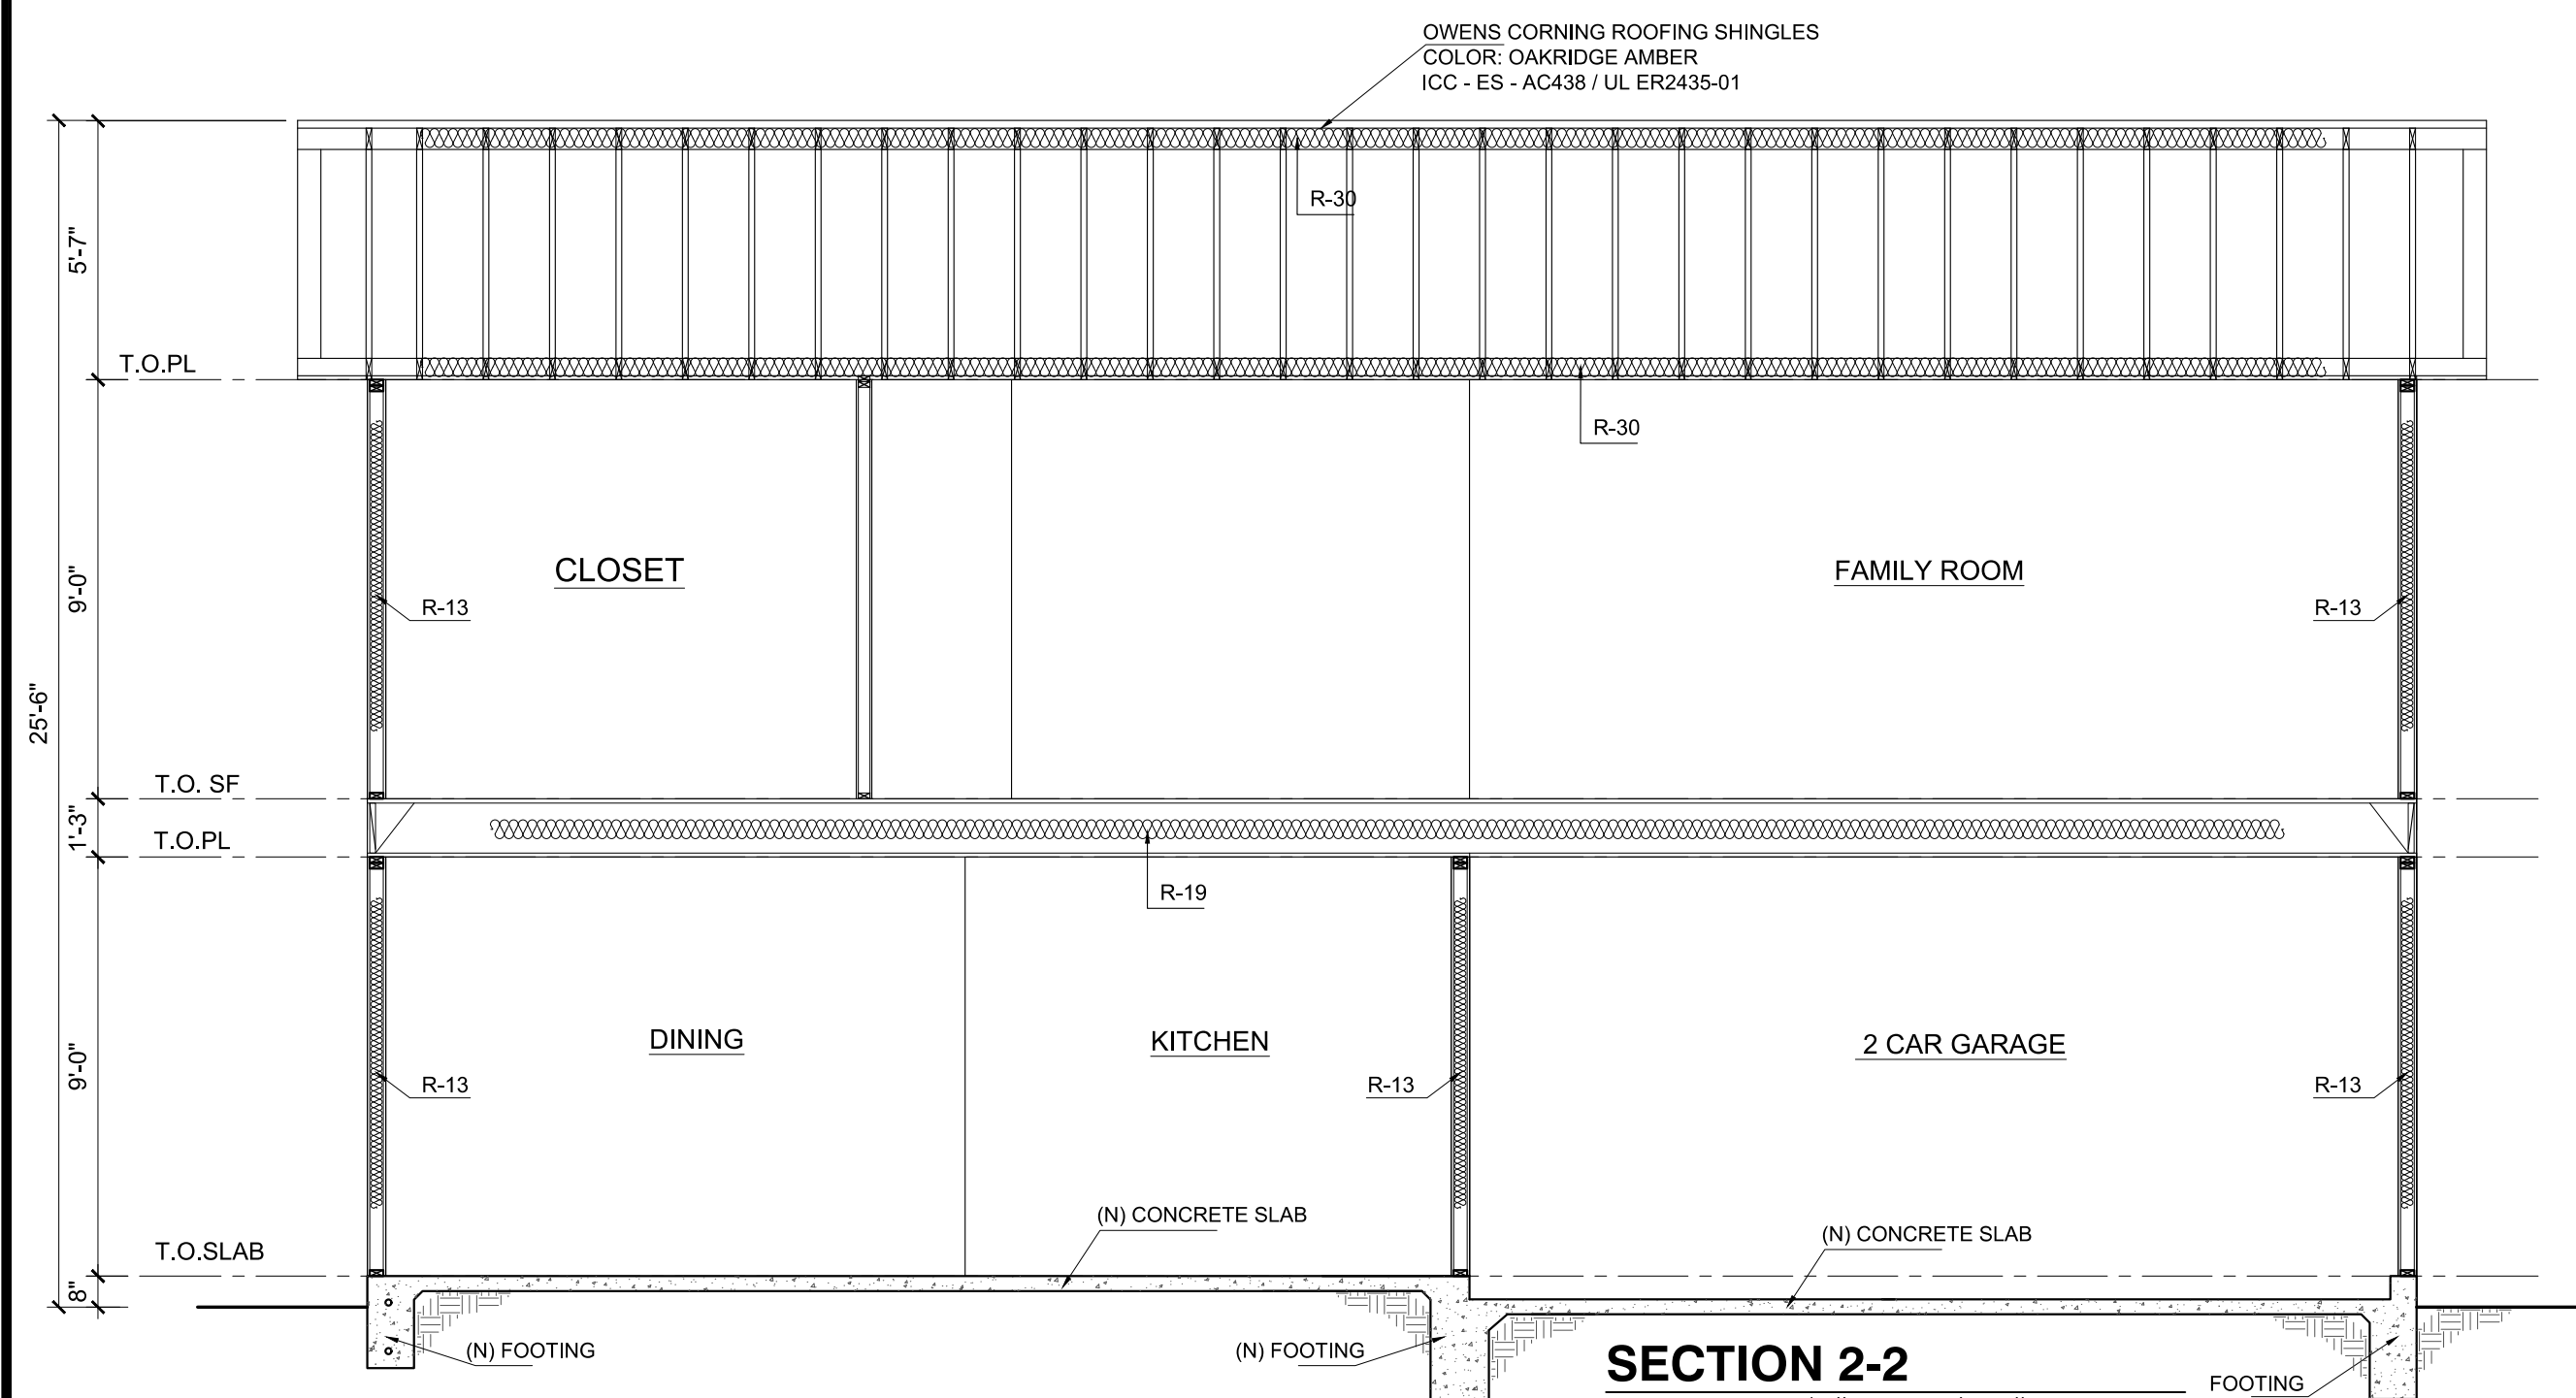 OWENS CORNING ROOFING SHINGLES
COLOR: OAKRIDGE AMBER
ICC - ES - AC438 / UL ER2435-01
R-30
5'-7"
T.O.PL
R-30
9'-0"
CLOSET
FAMILY ROOM
R-13
R-13
25'-6"
T.O. SF
1'-3"
T.O.PL
R-19
9'-0"
DINING
KITCHEN
2 CAR GARAGE
R-13
R-13
R-13
(N) CONCRETE SLAB
(N) CONCRETE SLAB
T.O.SLAB
8"
(N) FOOTING
(N) FOOTING
SECTION 2-2
FOOTING